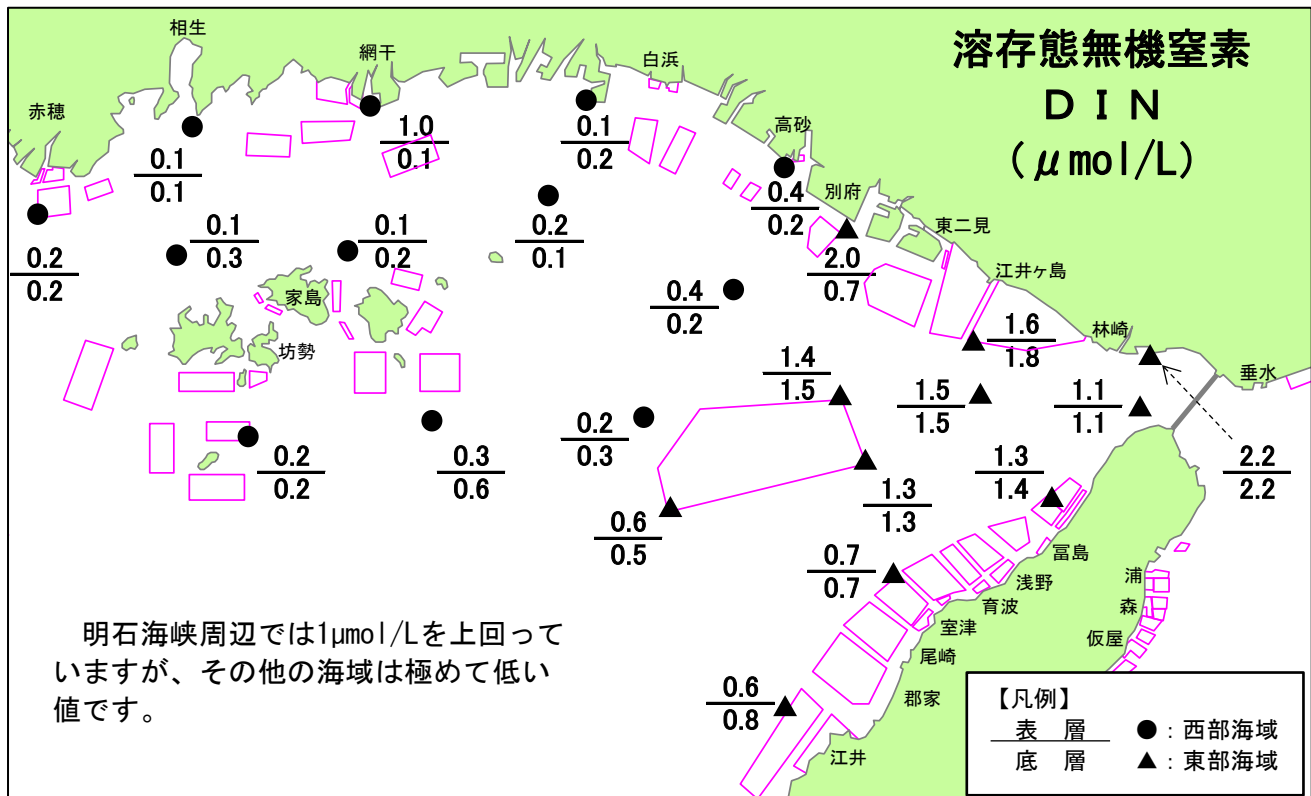 溶存態無機窒素
ＤＩＮ
(μmol/L)
相生
網干
白浜
赤穂
高砂
別府
東二見
江井ヶ島
林崎
垂水
家島
坊勢
0.1
0.1
1.0
0.1
0.1
0.2
0.4
0.2
0.2
0.2
0.1
0.3
0.1
0.2
0.2
0.1
2.0
0.7
0.4
0.2
1.6
1.8
1.4
1.5
1.5
1.5
1.1
1.1
0.2
0.3
0.2
0.2
0.3
0.6
1.3
1.4
2.2
2.2
1.3
1.3
0.6
0.5
0.7
0.7
0.6
0.8
冨島
浅野
育波
室津
尾崎
郡家
江井
浦
森
仮屋
明石海峡周辺では1μmol/Lを上回って
いますが、その他の海域は極めて低い
値です。
【凡例】
表 層 ●：西部海域
底 層 ▲：東部海域